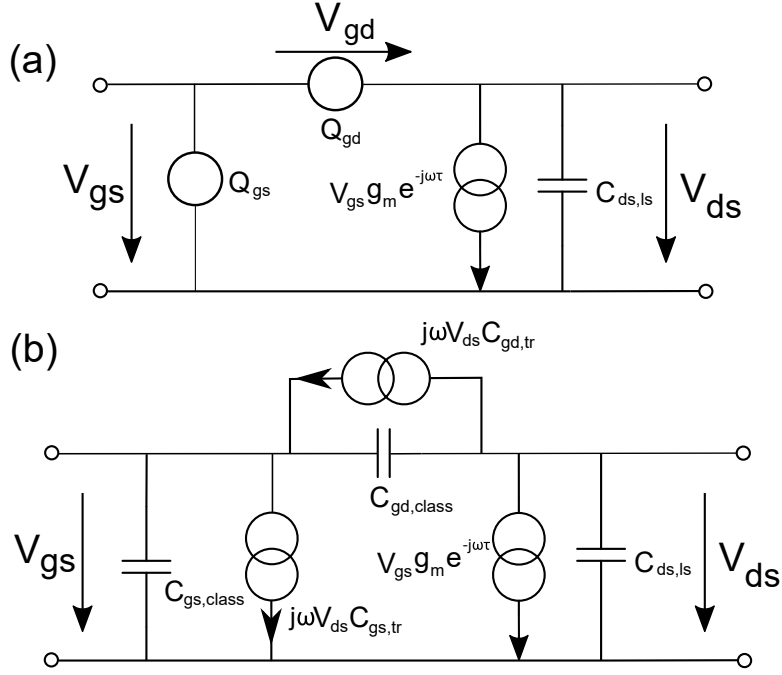 (a)
V_gd
Q_gd
V_gs
Q_gs
V_gs g_m e^-jωτ
C_ds,ls
V_ds
(b)
jωV_ds C_gd,tr
C_gd,class
V_gs
C_gs,class
jωV_ds C_gs,tr
V_gs g_m e^-jωτ
C_ds,ls
V_ds